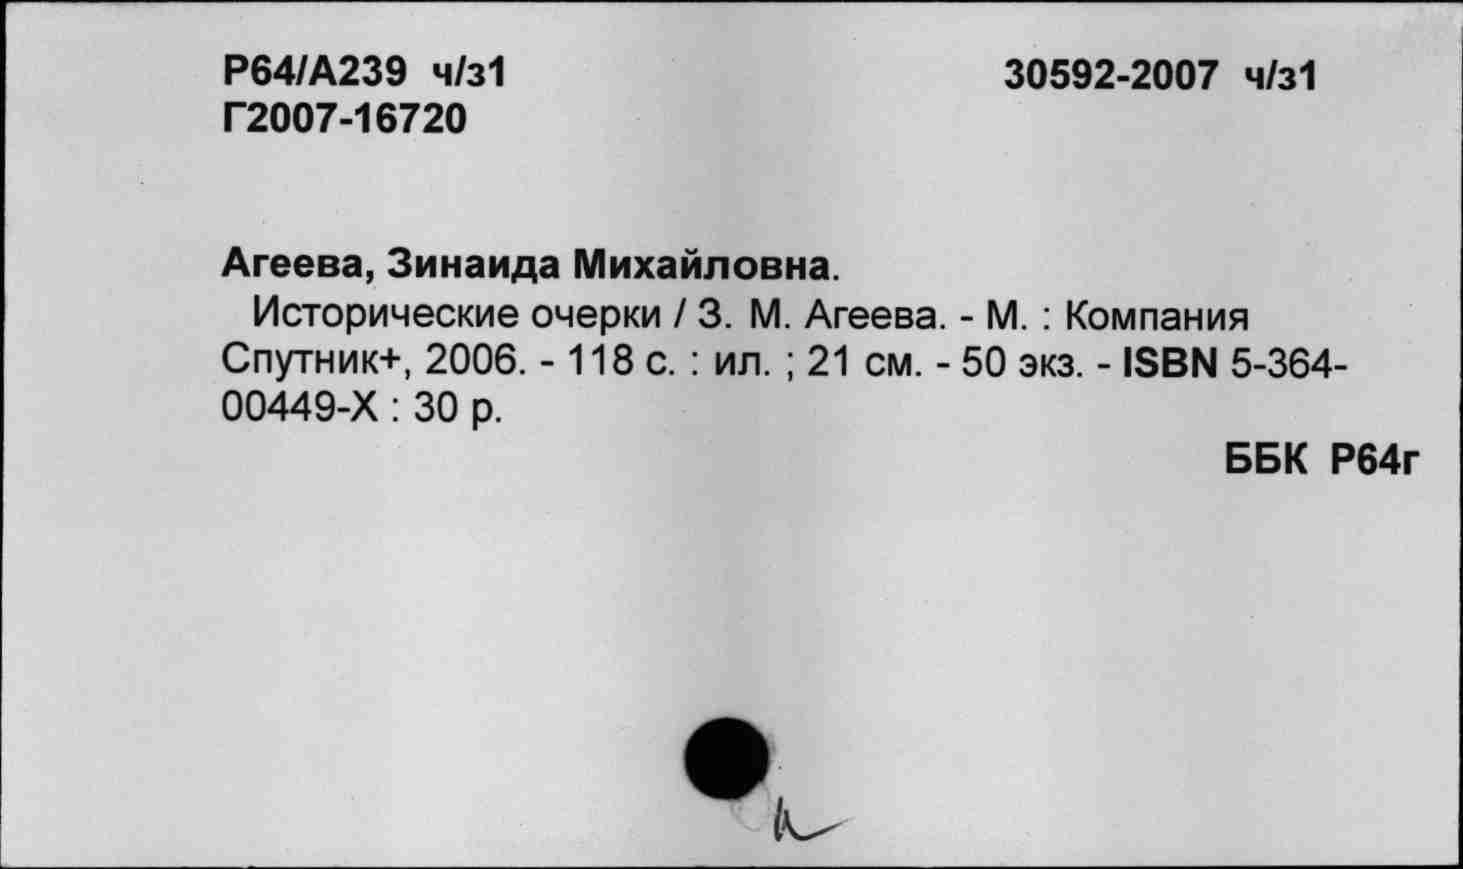 Р64/А239 ч/з1 30592-2007 ч/з1
Г2007-16720
Агеева, Зинаида Михайловна.
Исторические очерки / З. М. Агеева. - М. : Компания
Спутник+, 2006. - 118 с. : ил. ; 21 см. - 50 экз. - ISBN 5-364-
00449-Х : 30 р.
ББК Р64г